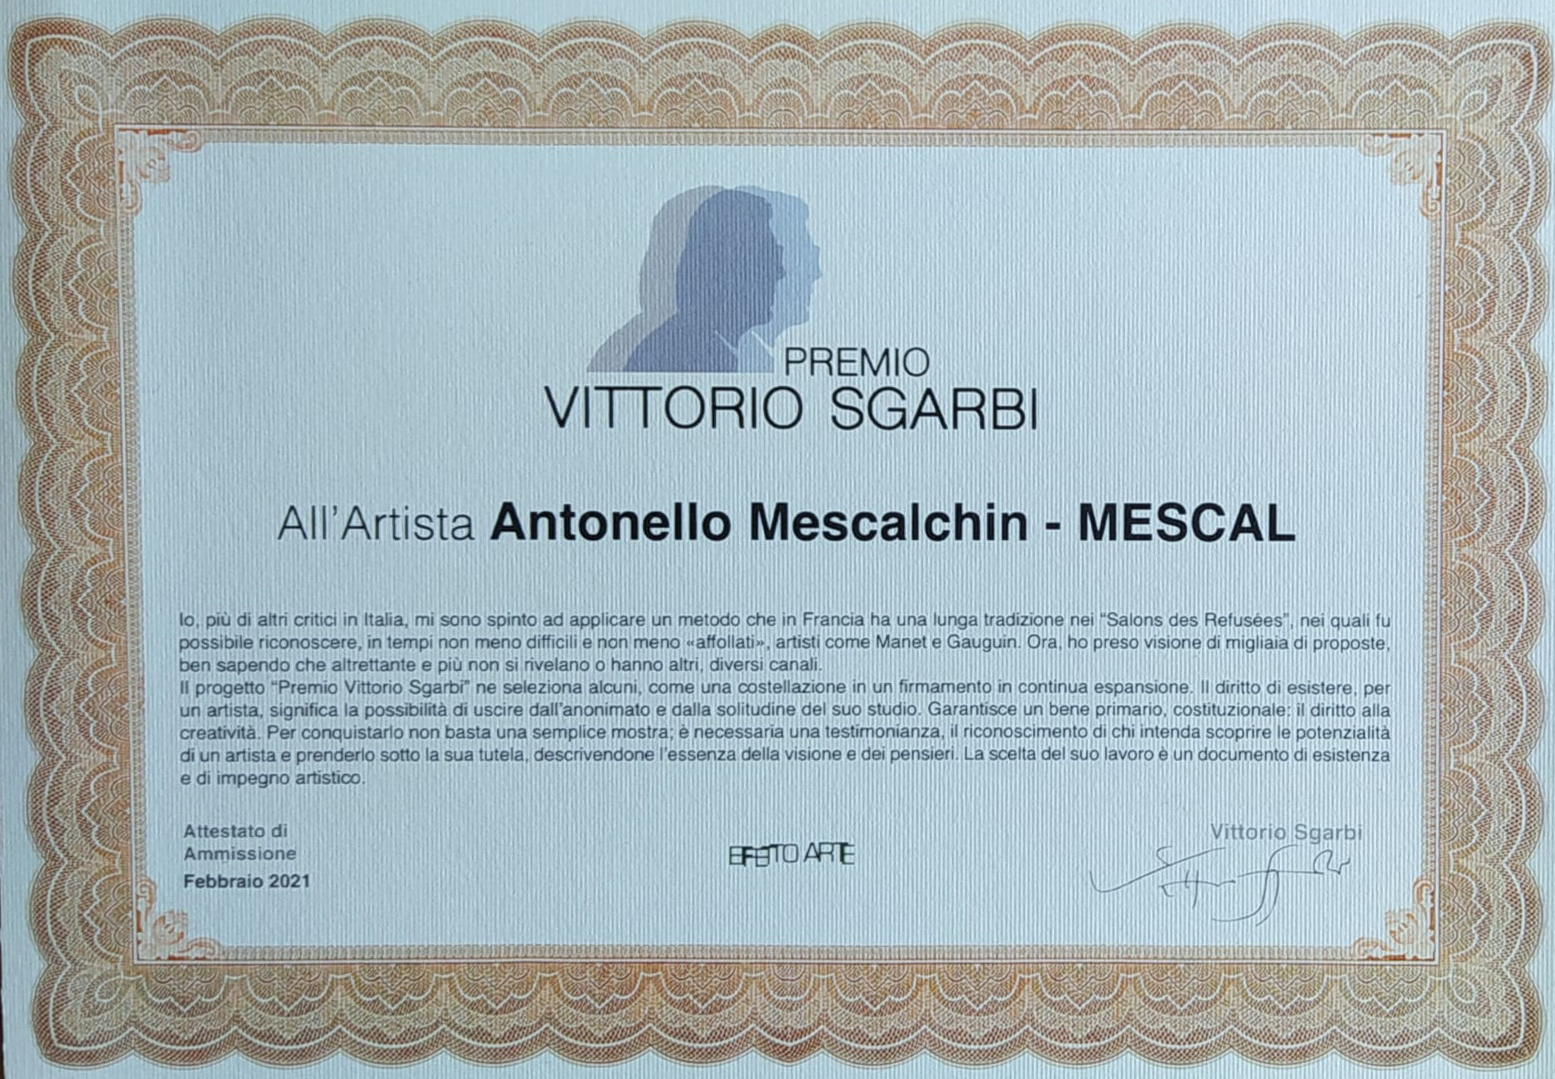 PREMIO
VITTORIO SGARBI
All'Artista Antonello Mescalchin - MESCAL
Io, più di altri critici in Italia, mi sono spinto ad applicare un metodo che in Francia ha una lunga tradizione nei “Salons des Refusées”, nei quali fu
possibile riconoscere, in tempi non meno difficili e non meno «affollati», artisti come Manet e Gauguin. Ora, ho preso visione di migliaia di proposte,
ben sapendo che altrettante e più non si rivelano o hanno altri, diversi canali.
Il progetto “Premio Vittorio Sgarbi” ne seleziona alcuni, come una costellazione in un firmamento in continua espansione. Il diritto di esistere, per
un artista, significa la possibilità di uscire dall'anonimato e dalla solitudine del suo studio. Garantisce un bene primario, costituzionale: il diritto alla
creatività. Per conquistarlo non basta una semplice mostra; è necessaria una testimonianza, il riconoscimento di chi intenda scoprire le potenzialità
di un artista e prenderlo sotto la sua tutela, descrivendone l'essenza della visione e dei pensieri. La scelta del suo lavoro è un documento di esistenza
e di impegno artistico.
Attestato di
Ammissione
Febbraio 2021
EFFETTO ARTE
Vittorio Sgarbi